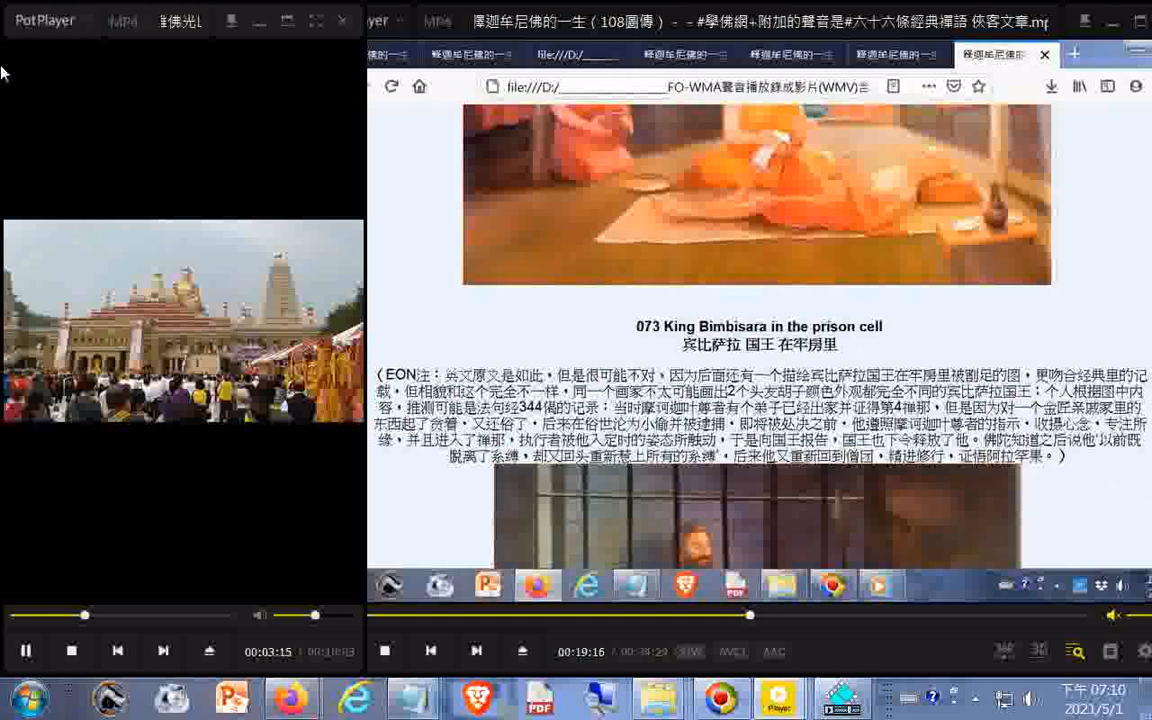 PotPlayer
MP4
MP4
釋迦牟尼佛的一生（108圖傳）- - #學佛網+附加的聲音是#六十六條經典禪語 俠客文章.mp
釋迦牟尼佛的一
file:///D:/______
釋迦牟尼佛的一
釋迦牟尼佛的一
釋迦牟尼佛的一
釋迦牟尼佛的
file:///D:/____________________FO-WMA聲音播放錄成影片(WMV)
073 King Bimbisara in the prison cell
宾比萨拉 国王 在牢房里
（EON注：英文原文是如此，但是很可能不对，因为后面还有一个描绘宾比萨拉国王在牢房里被割足的图，更吻合经典里的记
载，但相貌和这个完全不一样，同一个画家不太可能画出2个头发胡子颜色外观都完全不同的宾比萨拉国王；个人根据图中内
容，推测可能是法句经344偈的记录：当时摩诃迦叶尊者有个弟子已经出家并证得第4禅那，但是因为对一个金匠亲戚家里的
东西起了贪着，又还俗了，后来在俗世沦为小偷并被逮捕，即将被处决之前，他遵照摩诃迦叶尊者的指示，收摄心念，专注所
缘，并且进入了禅那，执行者被他入定时的姿态所触动，于是向国王报告，国王也下令释放了他。佛陀知道之后说他'以前既
脱离了系缚，却又回头重新惹上所有的系缚'，后来他又重新回到僧团，精进修行，证悟阿拉罕果。）
00:03:15
00:19:16
AAC
下午 07:10
2021/5/1